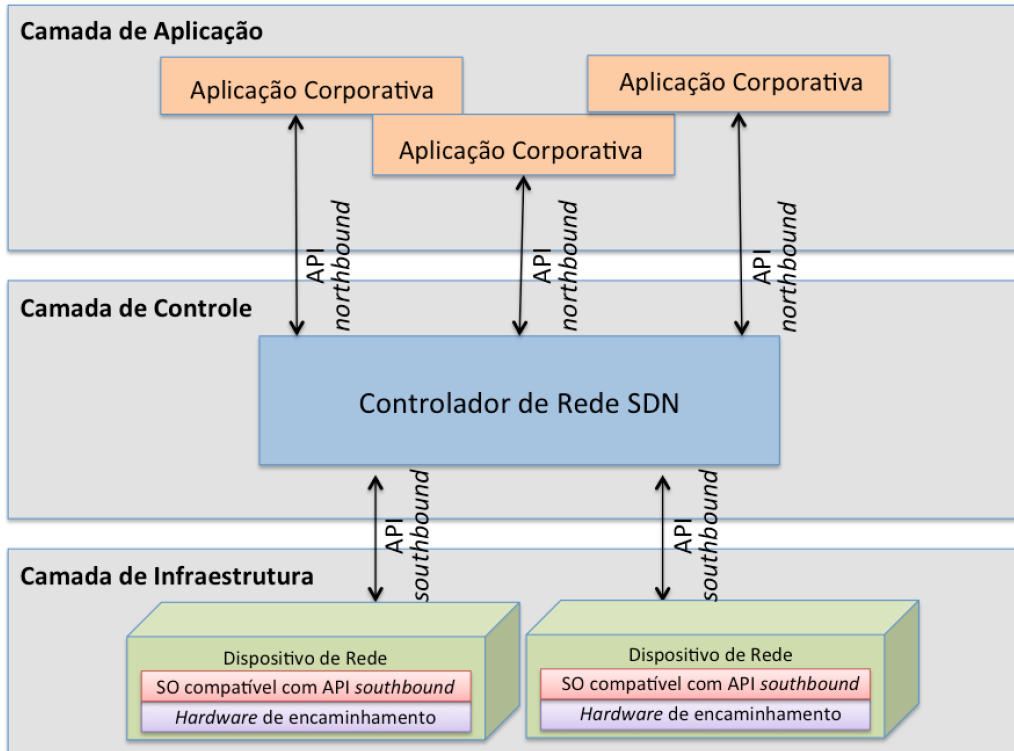 Camada de Aplicação
Aplicação Corporativa
Aplicação Corporativa
Aplicação Corporativa
API
northbound
API
northbound
API
northbound
Camada de Controle
Controlador de Rede SDN
API
southbound
API
southbound
Camada de Infraestrutura
Dispositivo de Rede
SO compatível com API southbound
Hardware de encaminhamento
Dispositivo de Rede
SO compatível com API southbound
Hardware de encaminhamento